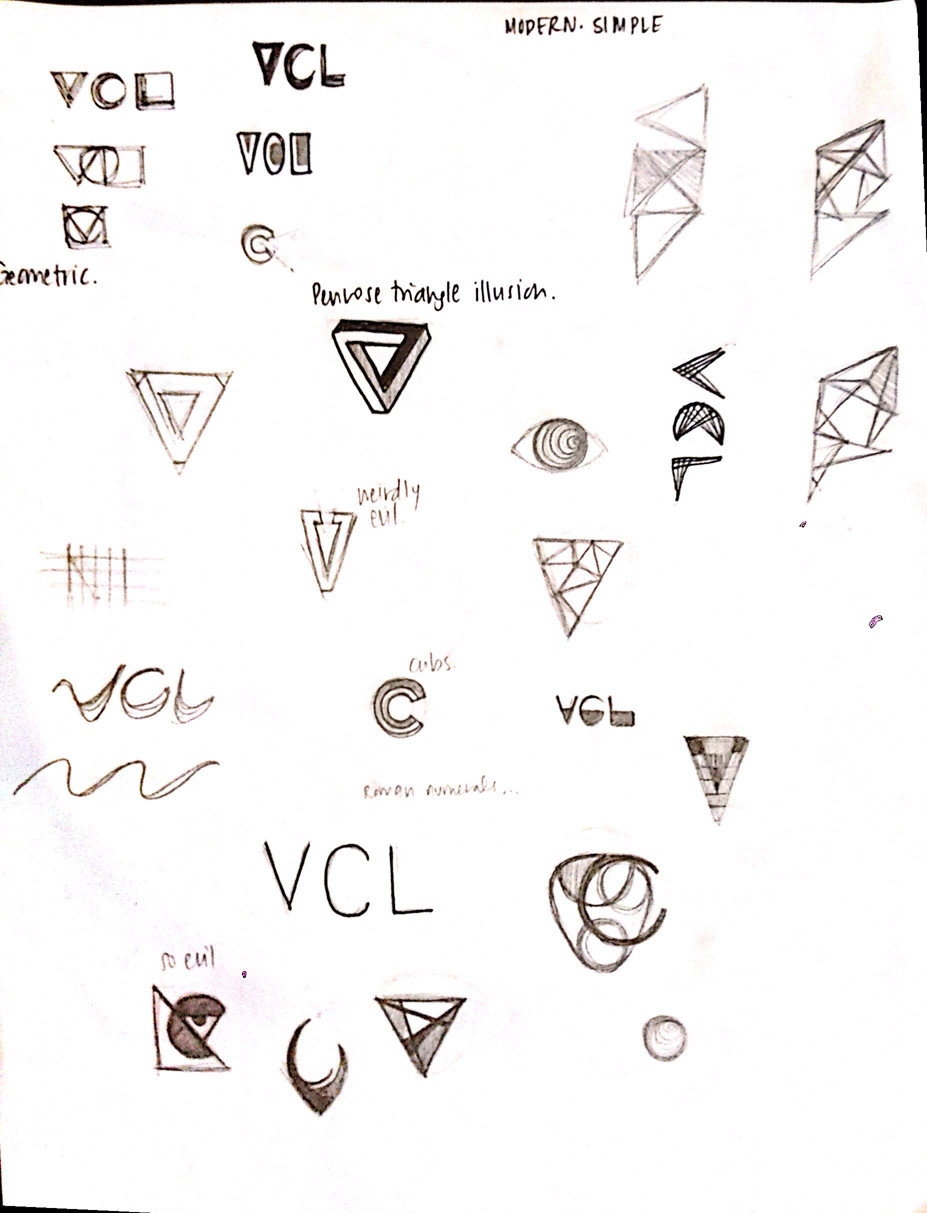 MODERN. SIMPLE
VCL
VCL
VCL
VCL
C
Geometric.
Penrose triangle illusion.
weirdly
evil.
V
VCL
cubs.
C
VCL
Roman numerals...
VCL
so evil